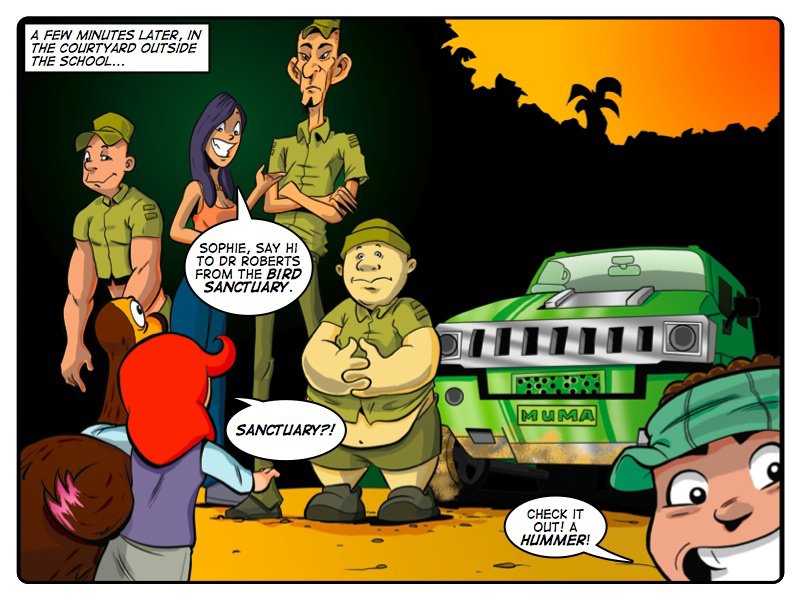 A FEW MINUTES LATER, IN
THE COURTYARD OUTSIDE
THE SCHOOL...
SOPHIE, SAY HI
TO DR ROBERTS
FROM THE BIRD
SANCTUARY.
SANCTUARY?!
MUMA
CHECK IT
OUT! A
HUMMER!